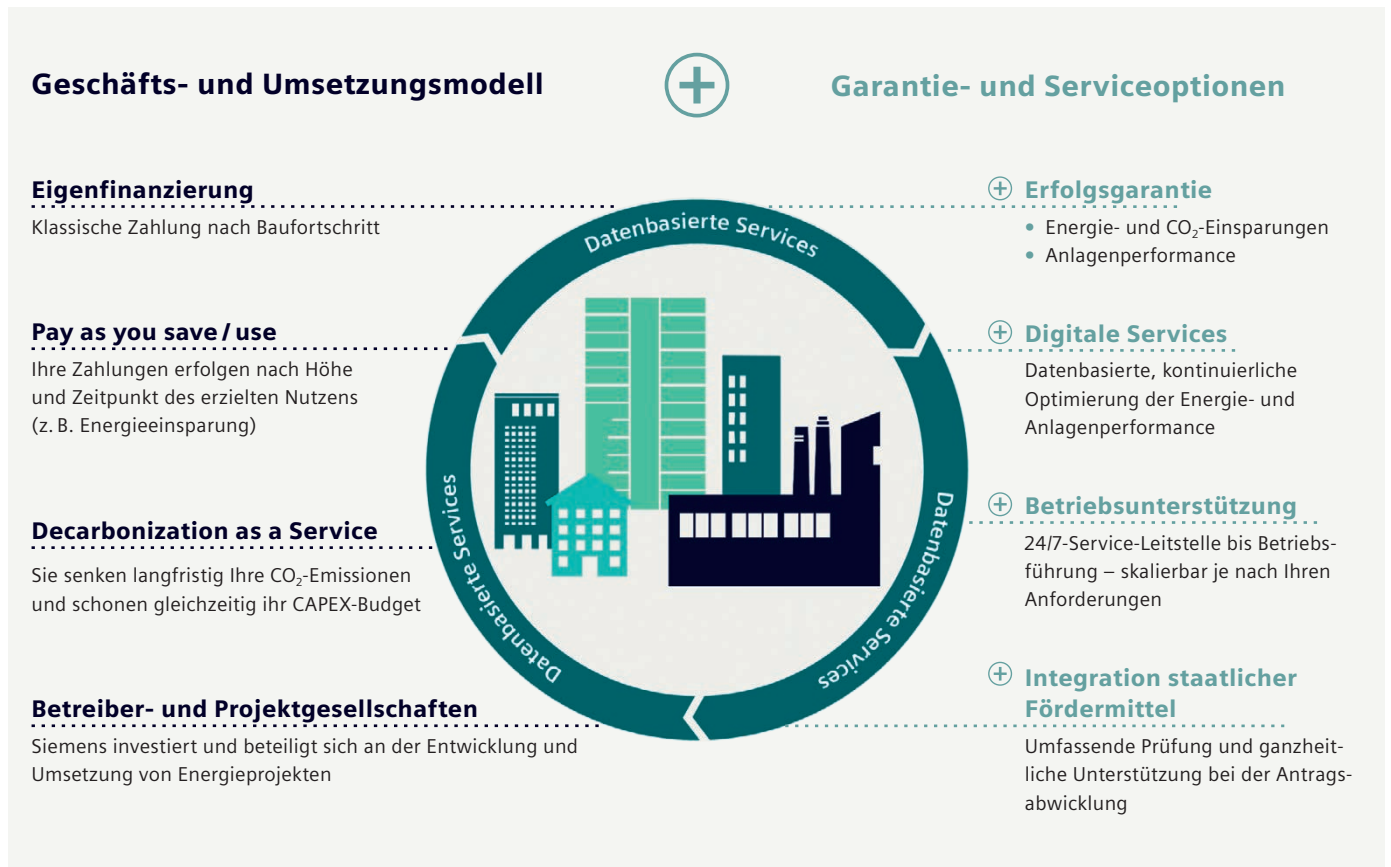 Geschäfts- und Umsetzungsmodell
Garantie- und Serviceoptionen
Eigenfinanzierung
Klassische Zahlung nach Baufortschritt
Pay as you save / use
Ihre Zahlungen erfolgen nach Höhe
und Zeitpunkt des erzielten Nutzens
(z. B. Energieeinsparung)
Decarbonization as a Service
Sie senken langfristig Ihre CO₂-Emissionen
und schonen gleichzeitig ihr CAPEX-Budget
Betreiber- und Projektgesellschaften
Siemens investiert und beteiligt sich an der Entwicklung und
Umsetzung von Energieprojekten
Datenbasierte Services
Datenbasierte Services
Datenbasierte Services
Erfolgsgarantie
• Energie- und CO₂-Einsparungen
• Anlagenperformance
Digitale Services
Datenbasierte, kontinuierliche
Optimierung der Energie- und
Anlagenperformance
Betriebsunterstützung
24/7-Service-Leitstelle bis Betriebs-
führung – skalierbar je nach Ihren
Anforderungen
Integration staatlicher
Fördermittel
Umfassende Prüfung und ganzheit-
liche Unterstützung bei der Antrags-
abwicklung